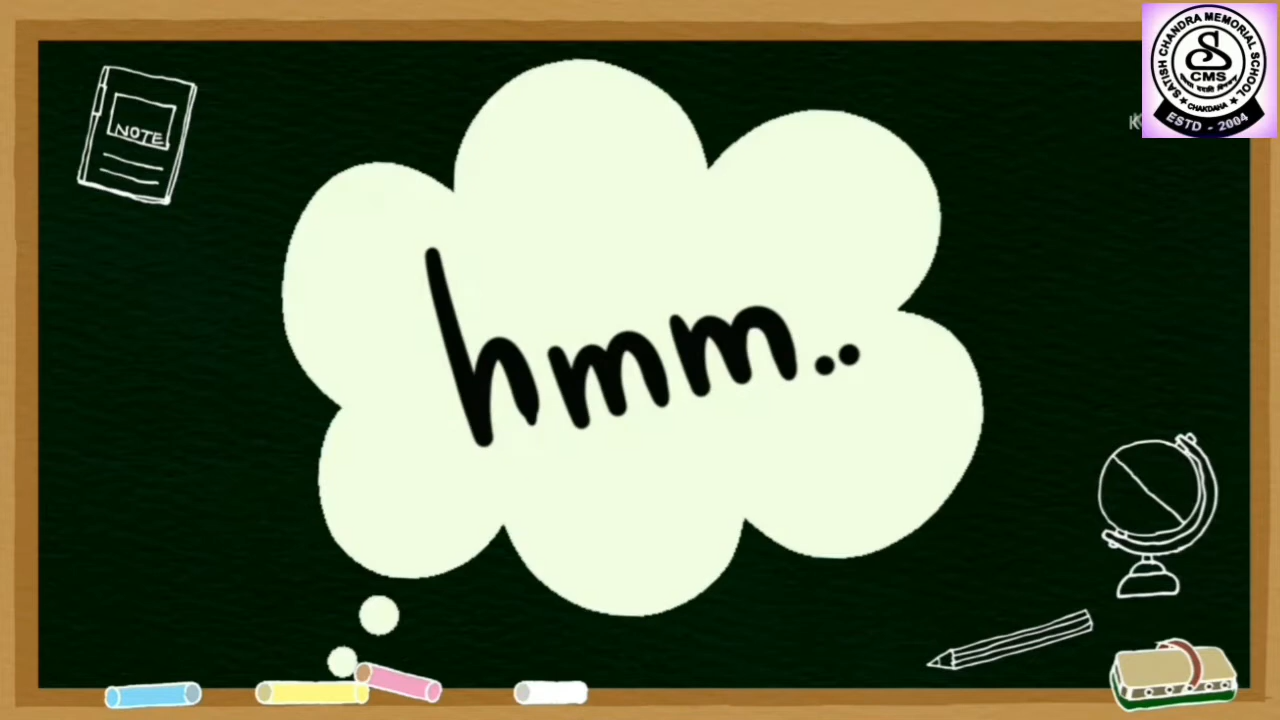 NOTE
hmm..
SATISH CHANDRA MEMORIAL SCHOOL
S
CMS
CHAKDAHA
ESTD - 2004